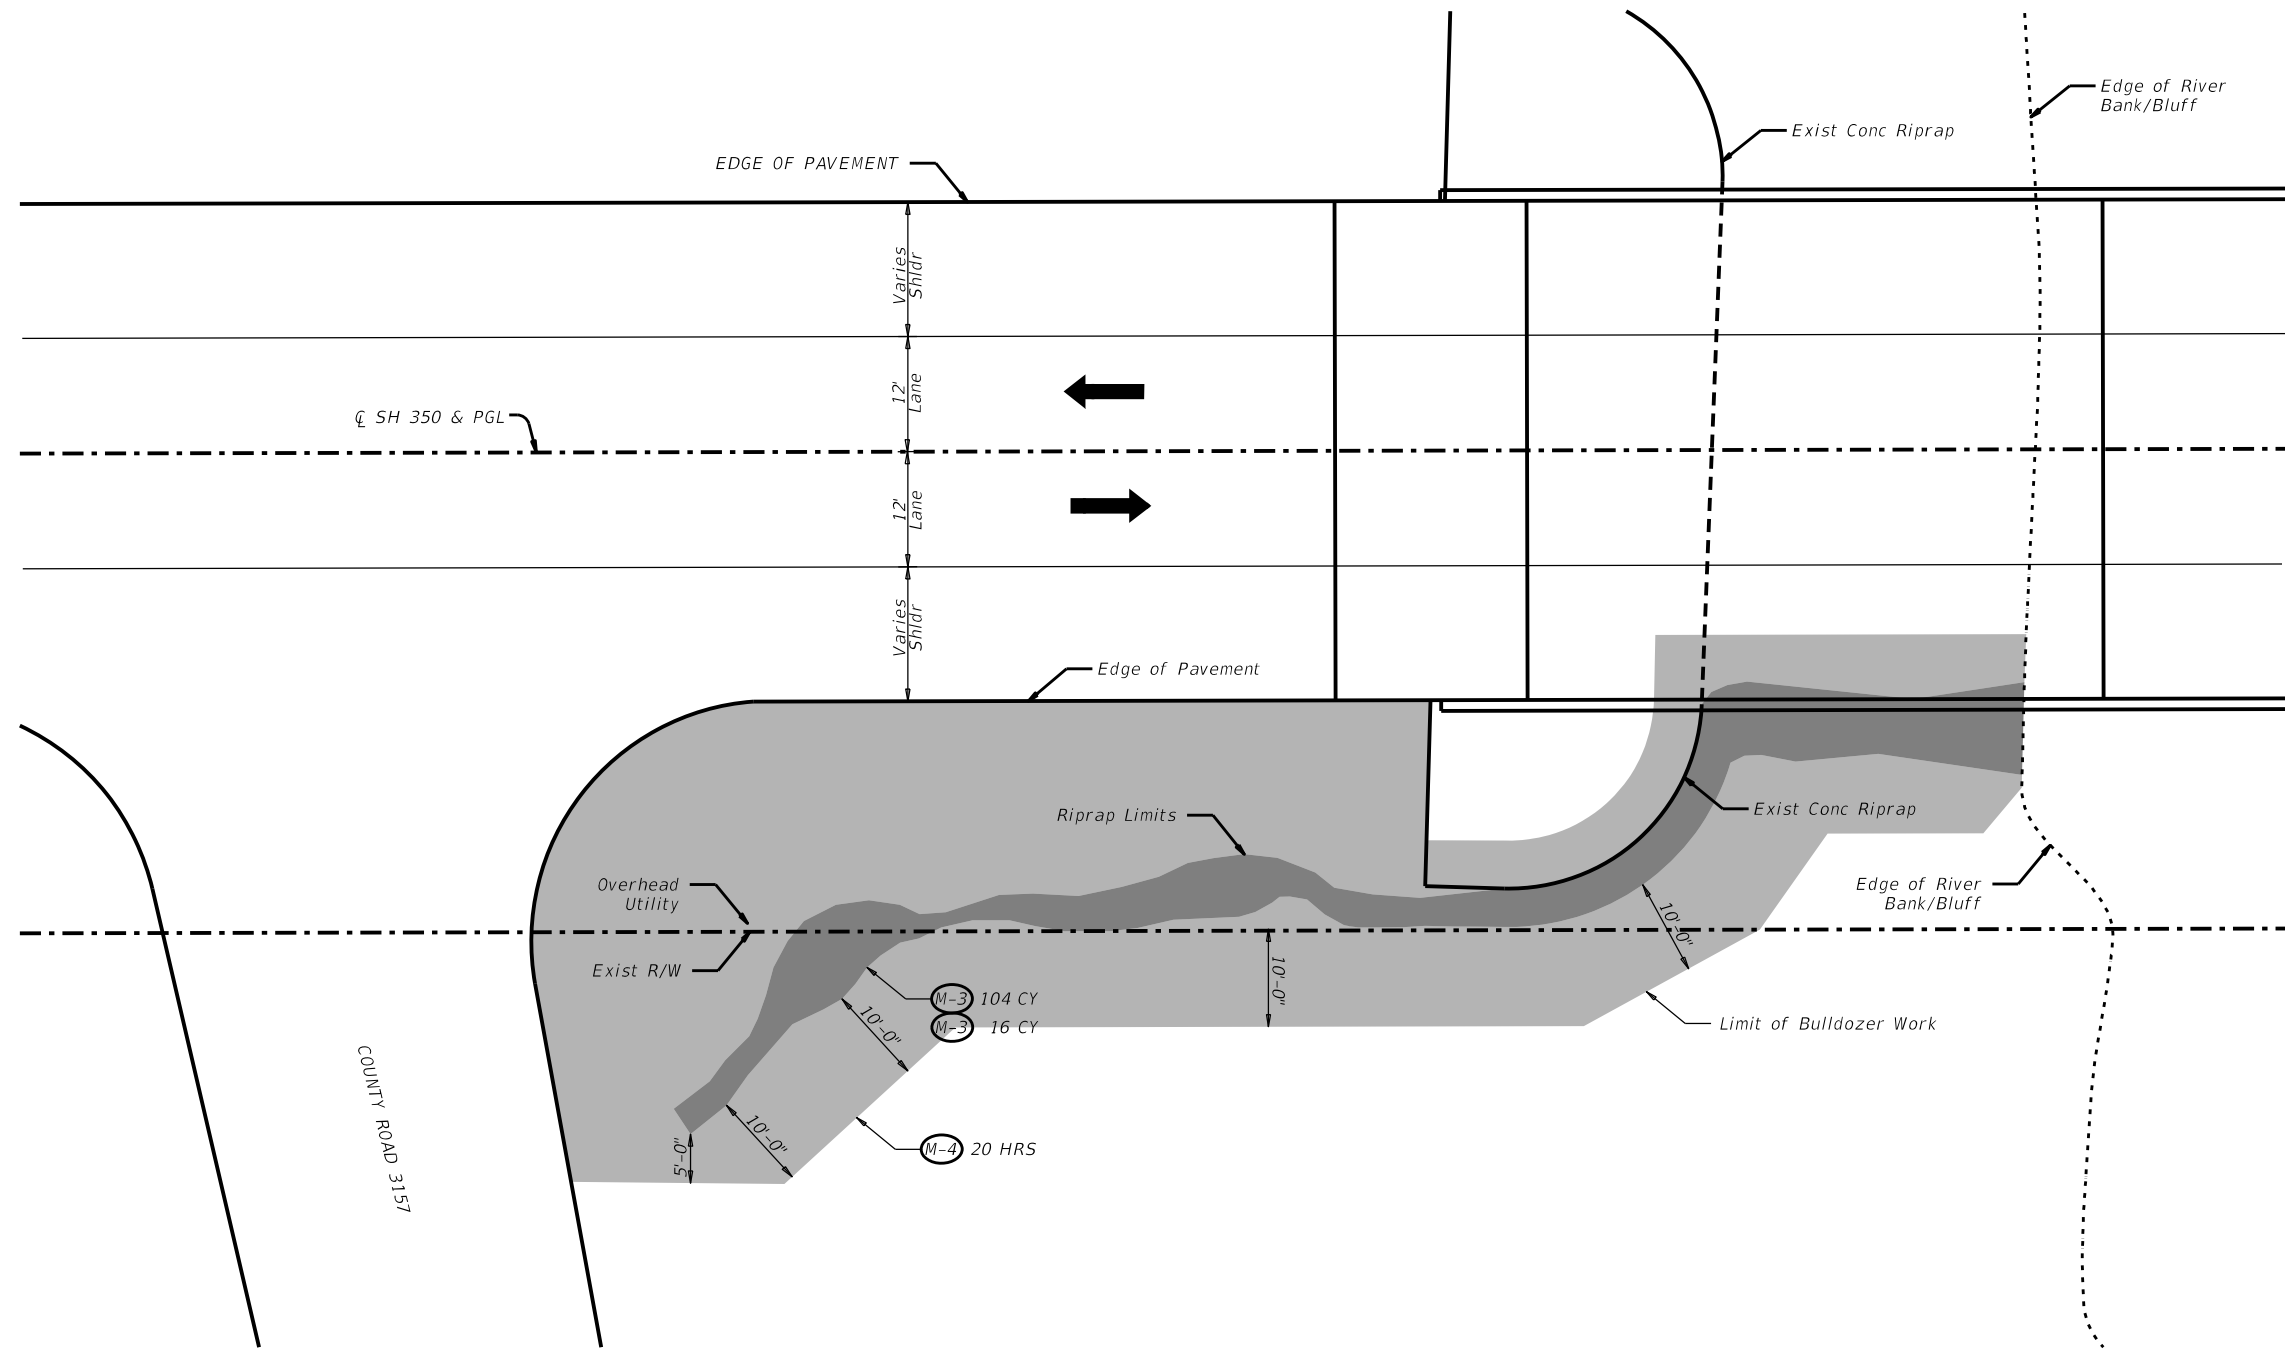 Edge of River
Bank/Bluff
Exist Conc Riprap
EDGE OF PAVEMENT
Varies
Shldr
12'
Lane
℄ SH 350 & PGL
12'
Lane
Varies
Shldr
Edge of Pavement
Riprap Limits
Exist Conc Riprap
Overhead
Utility
Edge of River
Bank/Bluff
Exist R/W
10'-0"
10'-0"
M-3 104 CY
M-3 16 CY
10'-0"
Limit of Bulldozer Work
COUNTY ROAD 3157
10'-0"
5'-0"
M-4 20 HRS